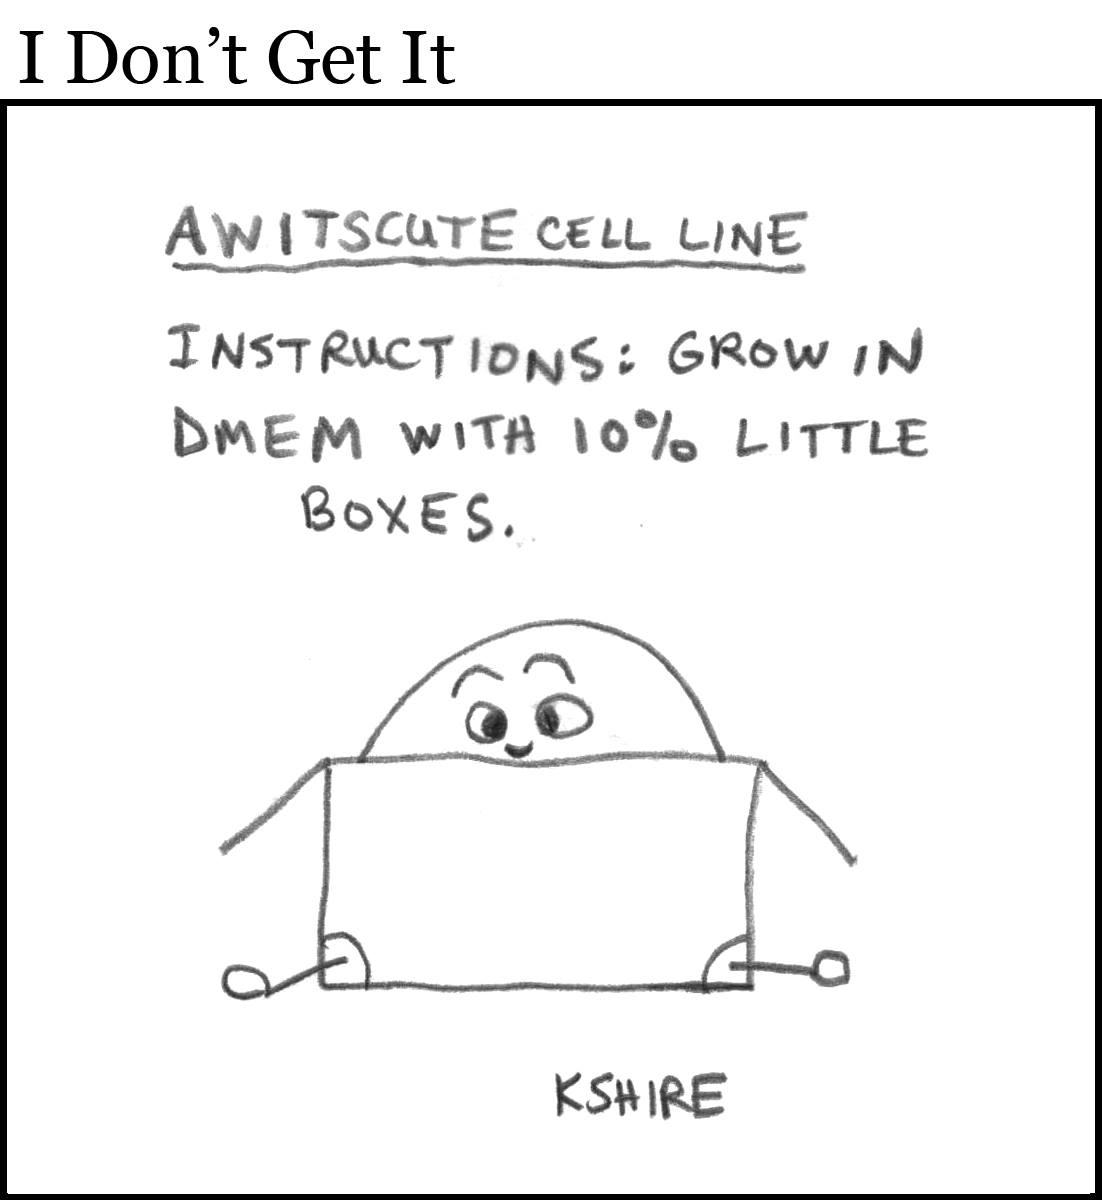 I Don’t Get It
AWITSCUTE CELL LINE
INSTRUCTIONS: GROW IN
DMEM WITH 10% LITTLE
BOXES.
KSHIRE